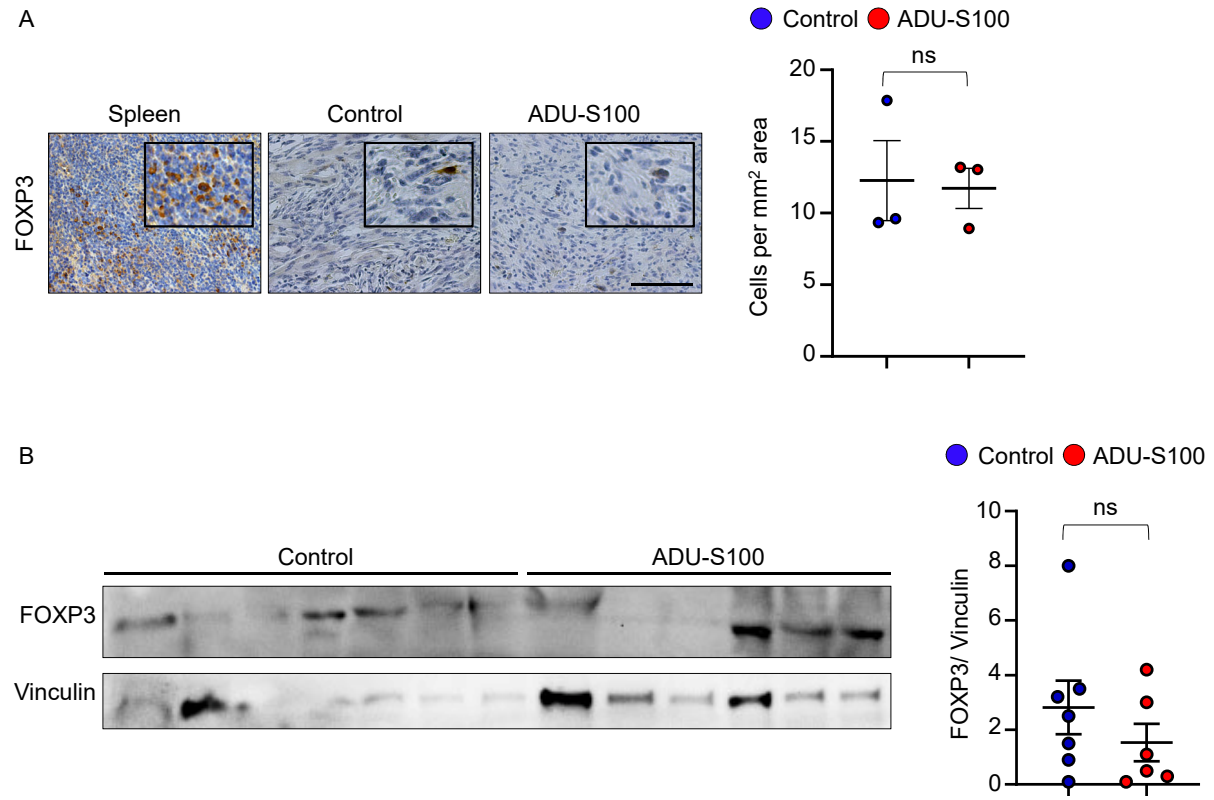 A
Control ADU-S100
Spleen Control ADU-S100
FOXP3
ns
20
15
10
5
0
Cells per mm² area
B
Control ADU-S100
Control ADU-S100
FOXP3
Vinculin
ns
10
8
6
4
2
0
FOXP3/ Vinculin